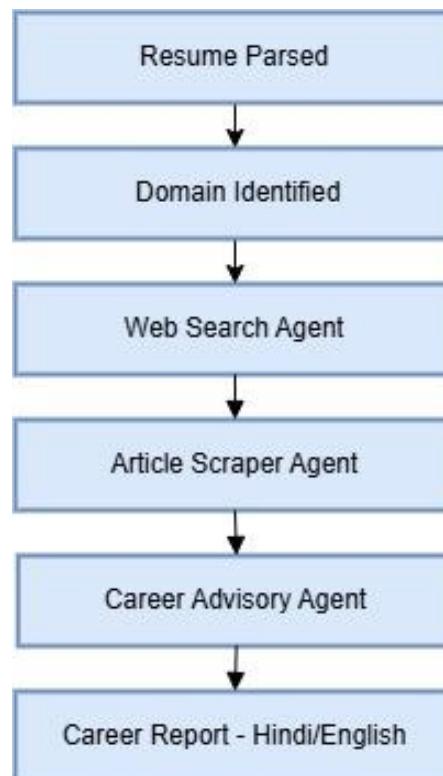 Resume Parsed
Domain Identified
Web Search Agent
Article Scraper Agent
Career Advisory Agent
Career Report - Hindi/English